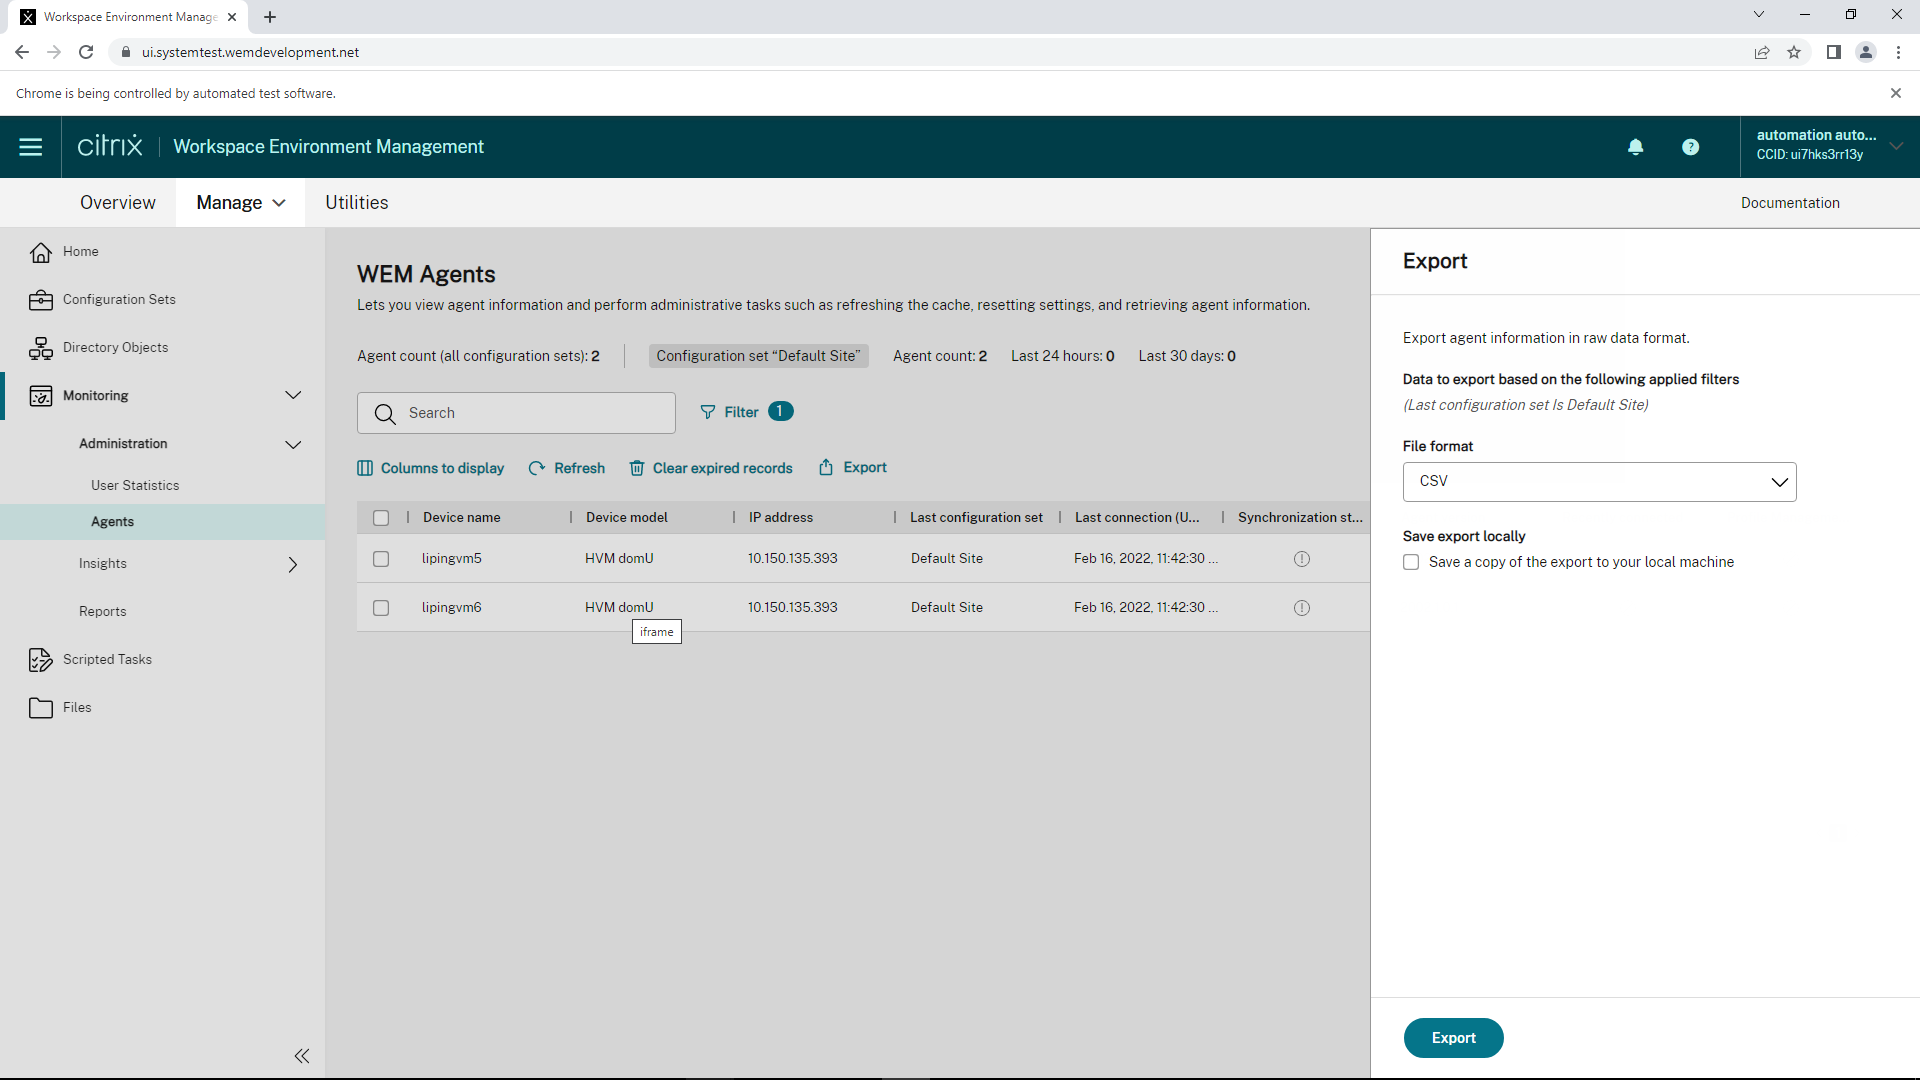 Workspace Environment Manage
ui.systemtest.wemdevelopment.net
Chrome is being controlled by automated test software.
citrix
Workspace Environment Management
automation auto...
CCID: ui7hks3rr13y
Overview
Manage
Utilities
Documentation
Home
Configuration Sets
Directory Objects
Monitoring
Administration
User Statistics
Agents
Insights
Reports
Scripted Tasks
Files
WEM Agents
Lets you view agent information and perform administrative tasks such as refreshing the cache, resetting settings, and retrieving agent information.
Agent count (all configuration sets): 2
Configuration set “Default Site”
Agent count: 2
Last 24 hours: 0
Last 30 days: 0
Search
Filter 1
Columns to display
Refresh
Clear expired records
Export
Device name Device model IP address Last configuration set Last connection (U... Synchronization st...
lipingvm5 HVM domU 10.150.135.393 Default Site Feb 16, 2022, 11:42:30 ...
lipingvm6 HVM domU 10.150.135.393 Default Site Feb 16, 2022, 11:42:30 ...
iframe
Export
Export agent information in raw data format.
Data to export based on the following applied filters
(Last configuration set Is Default Site)
File format
CSV
Save export locally
Save a copy of the export to your local machine
Export